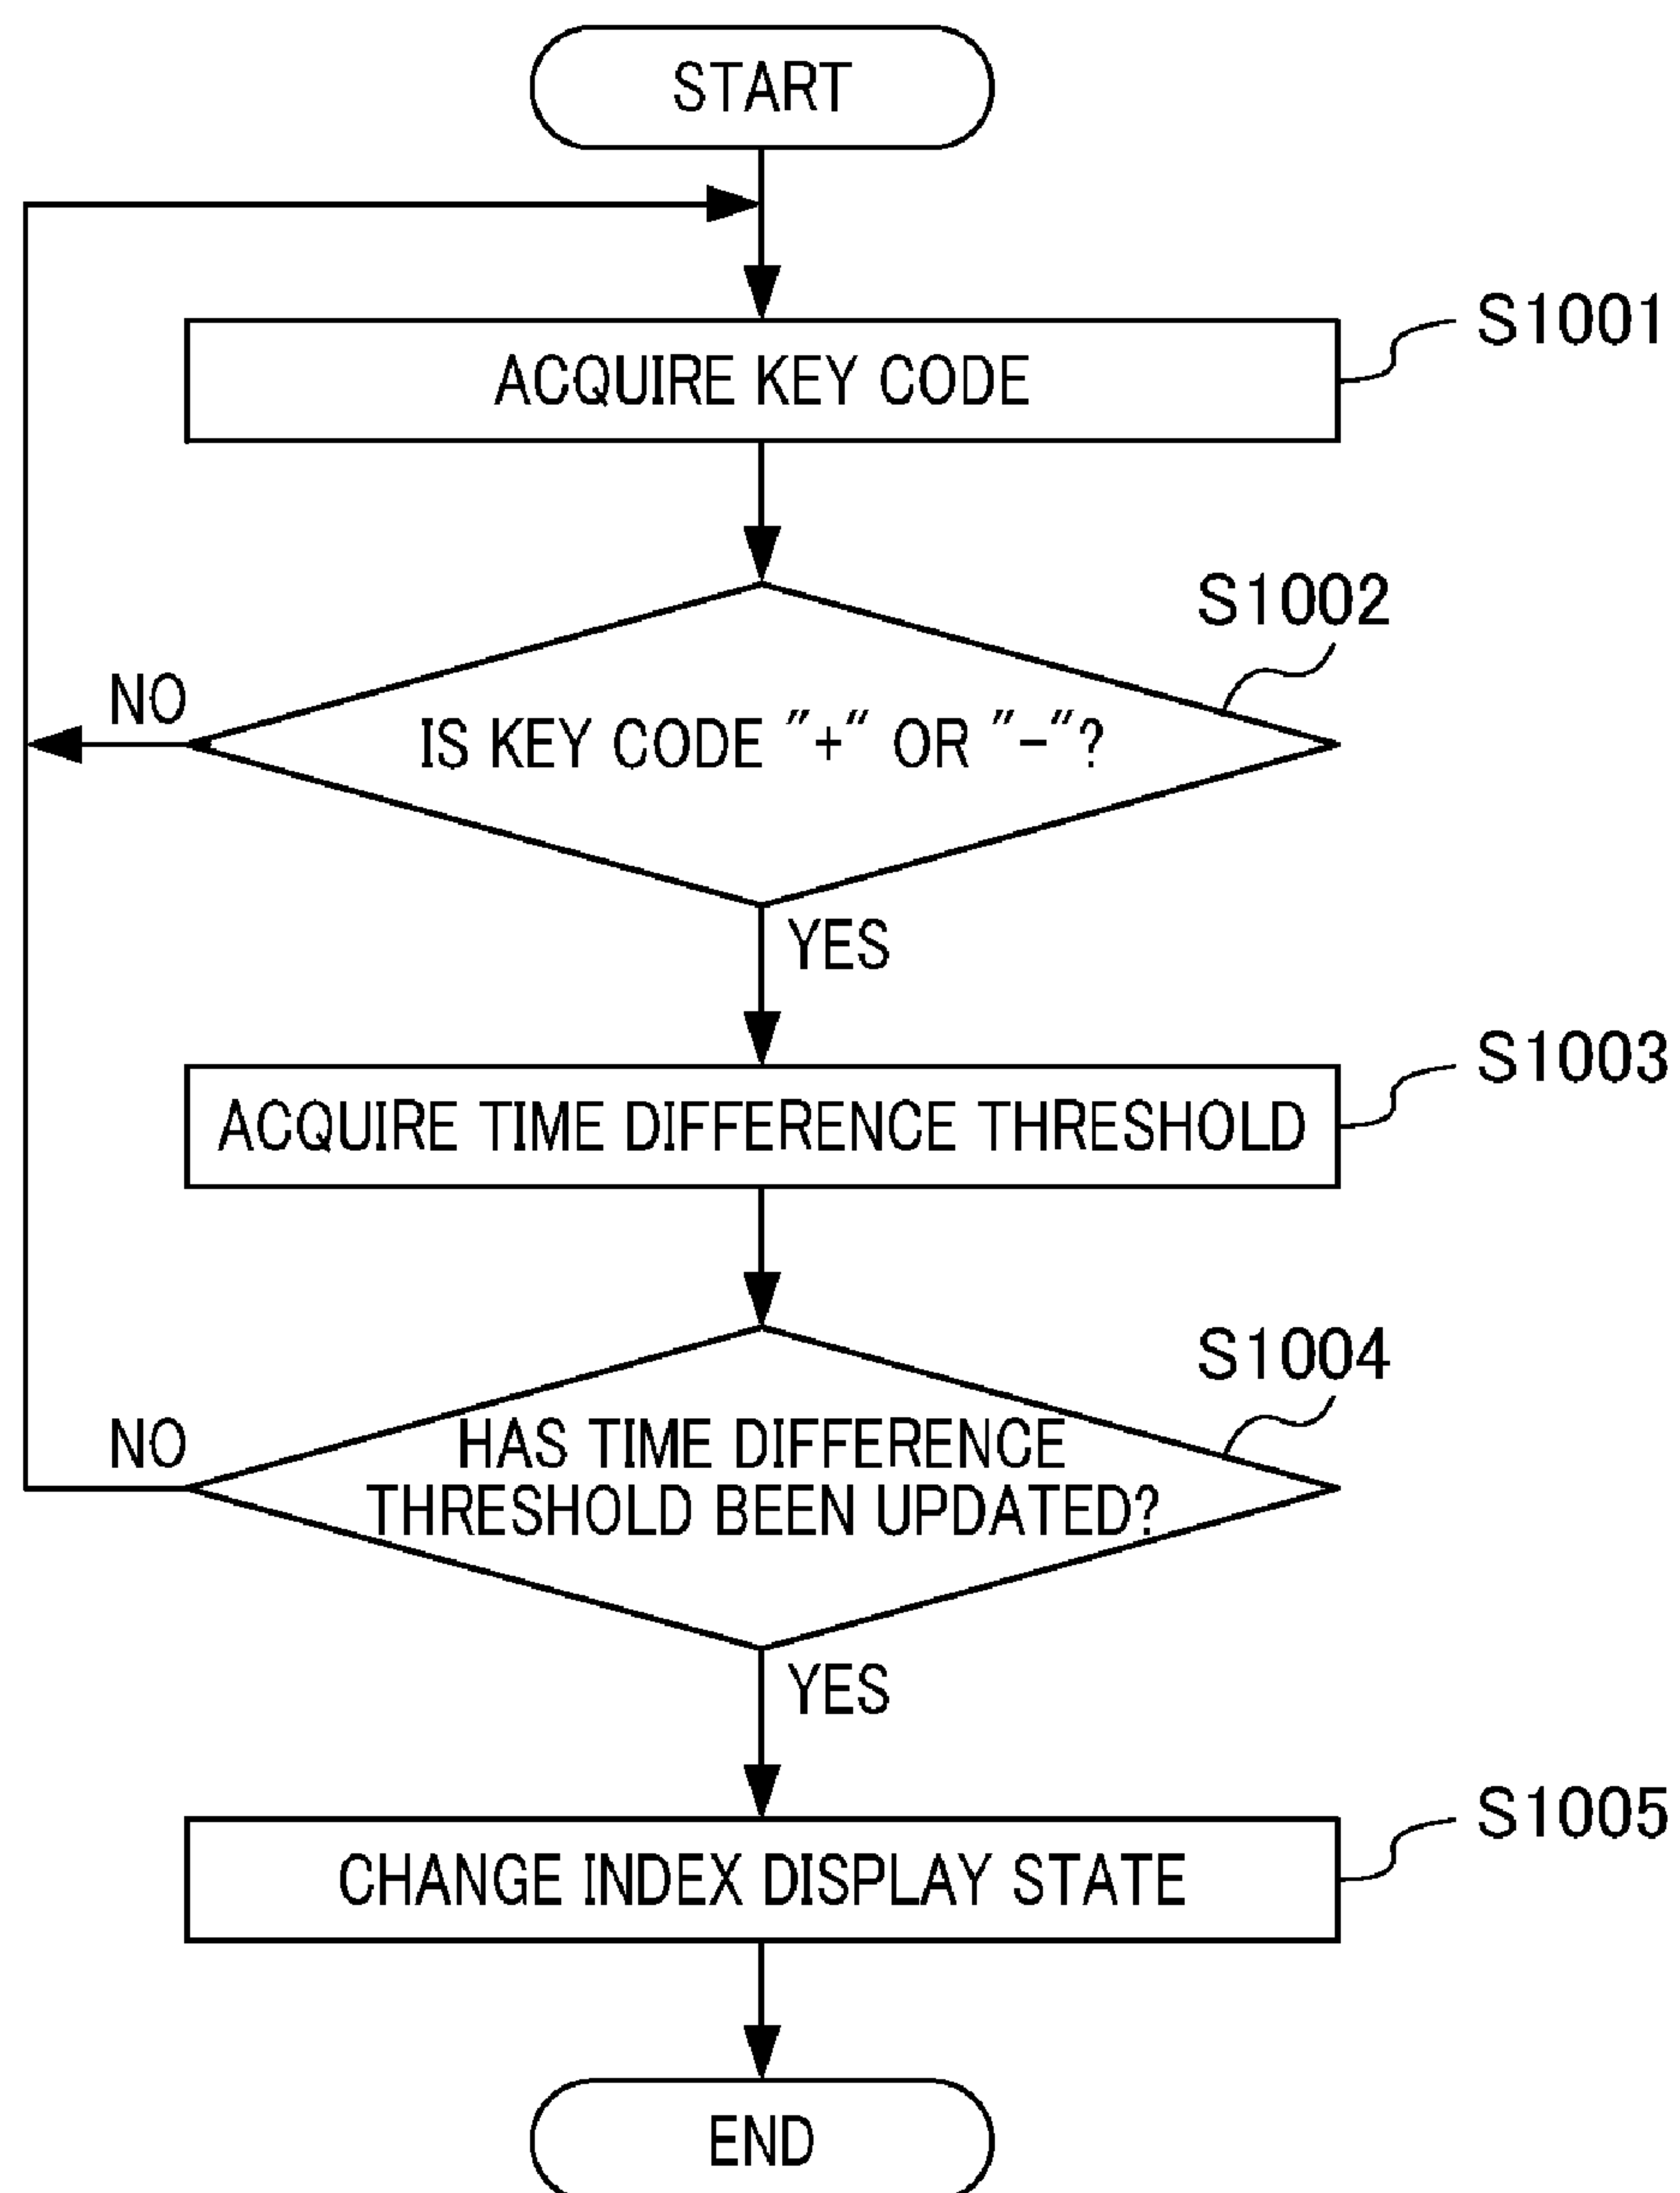 START
ACQUIRE KEY CODE
S1001
S1002
NO
IS KEY CODE "+" OR "-"?
YES
S1003
ACQUIRE TIME DIFFERENCE THRESHOLD
S1004
NO
HAS TIME DIFFERENCE
THRESHOLD BEEN UPDATED?
YES
S1005
CHANGE INDEX DISPLAY STATE
END